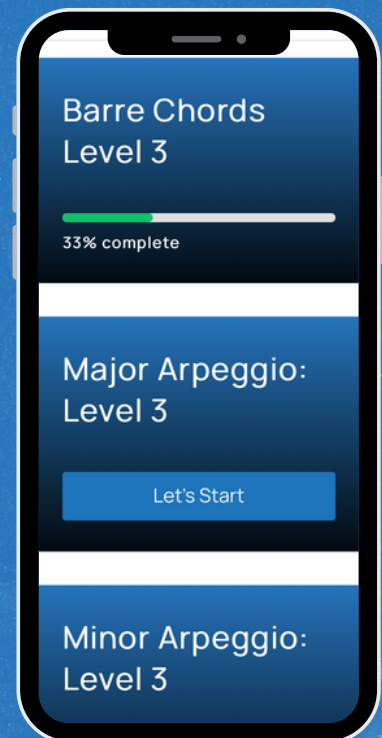 Barre Chords
Level 3
33% complete
Major Arpeggio:
Level 3
Let's Start
Minor Arpeggio:
Level 3